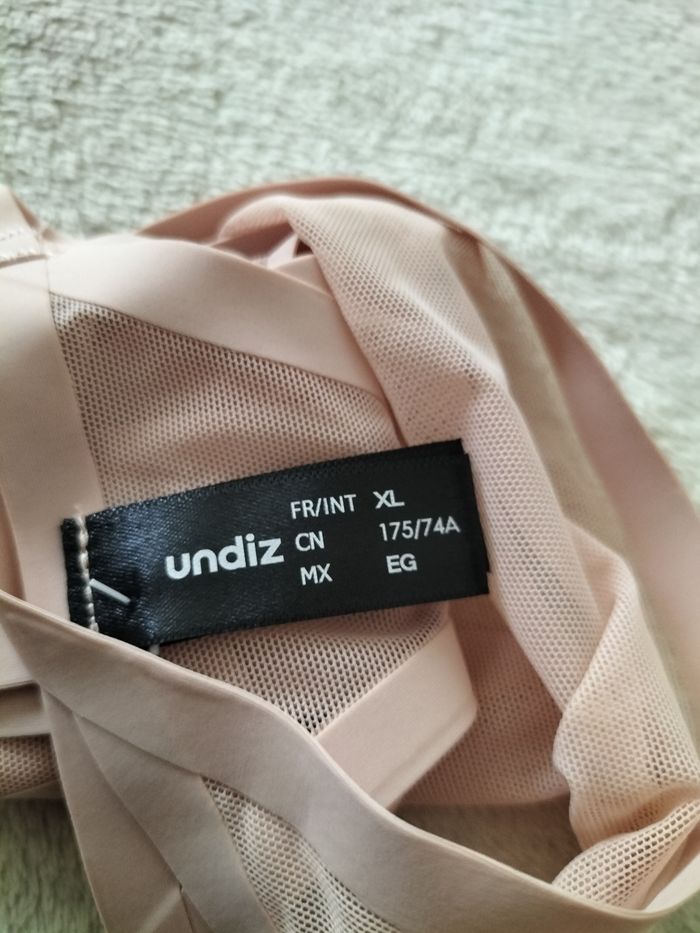 undiz
FR/INT XL
CN 175/74A
MX EG